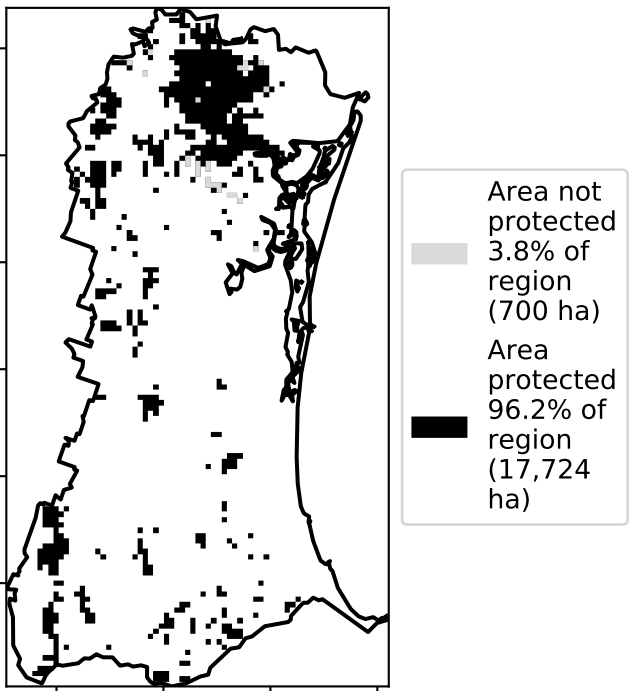 Area not
protected
3.8% of
region
(700 ha)
Area
protected
96.2% of
region
(17,724
ha)